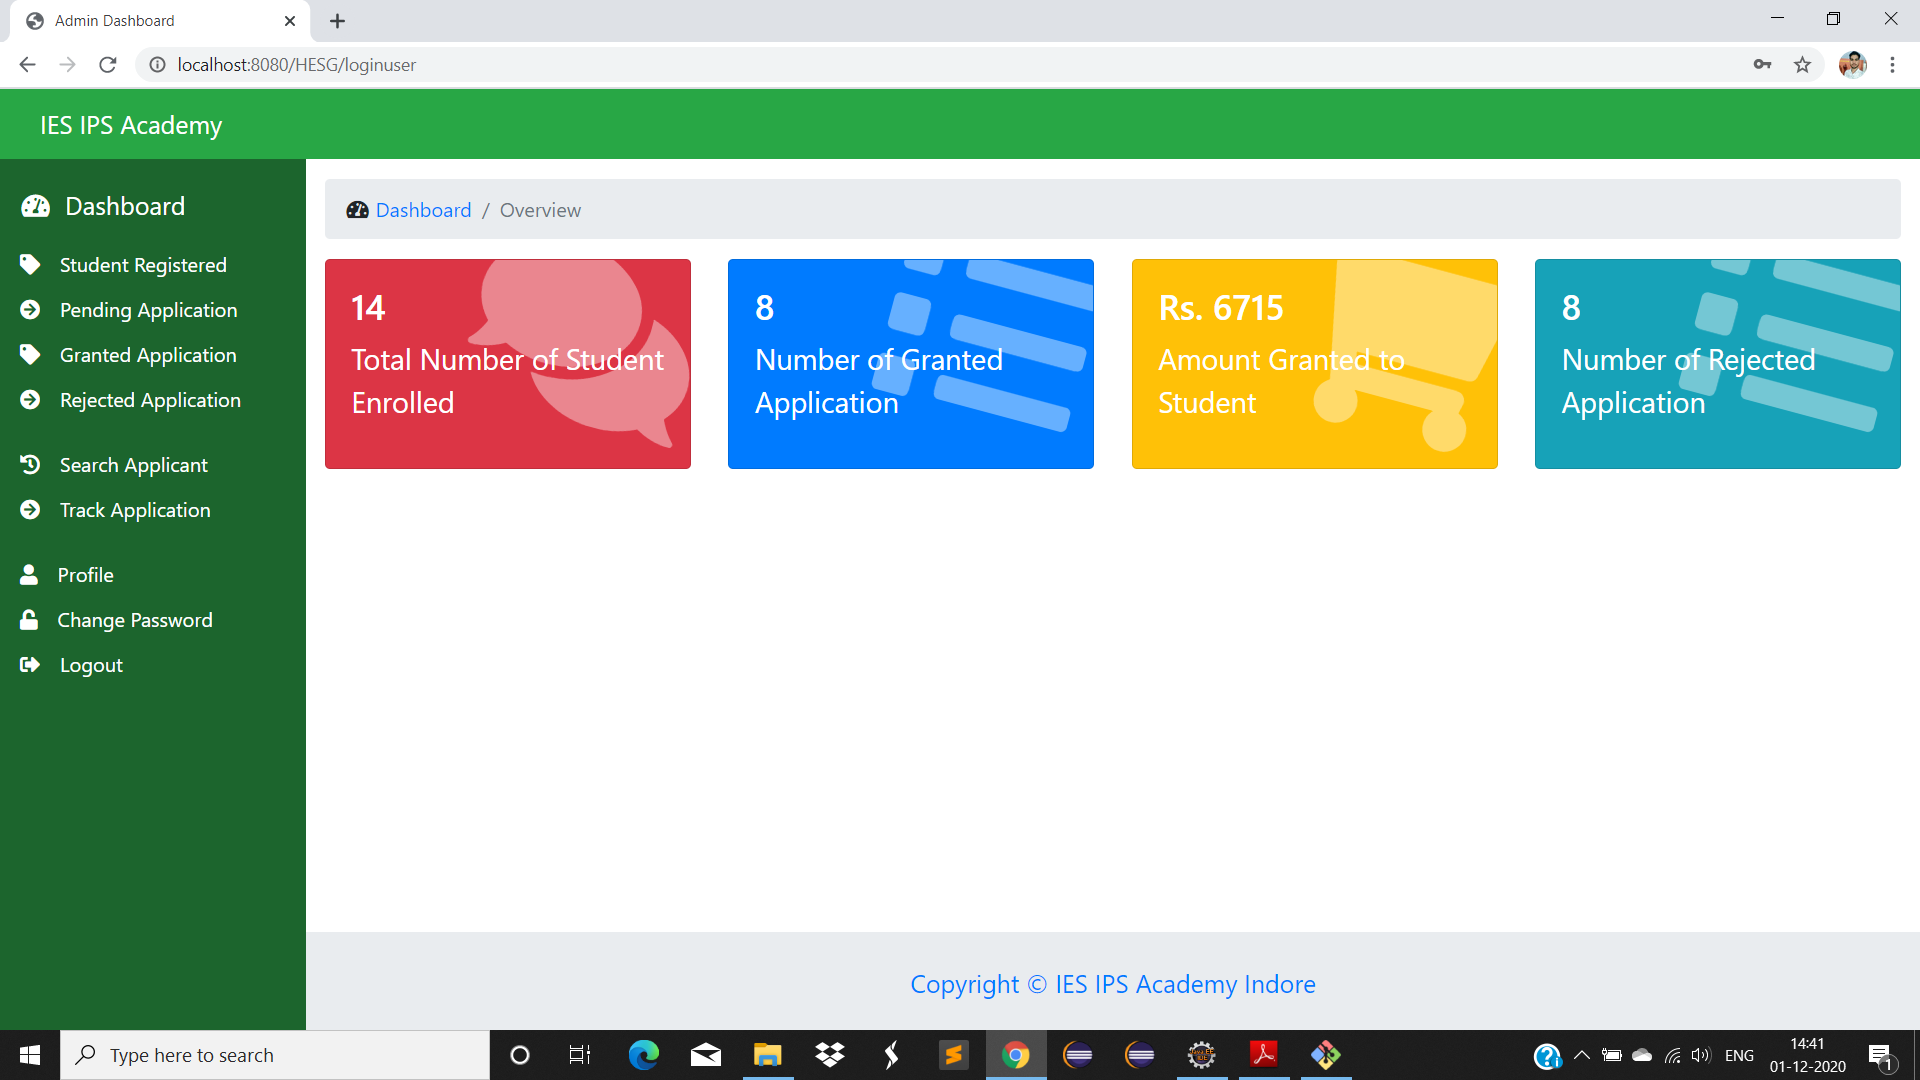 Admin Dashboard
localhost:8080/HESG/loginuser
IES IPS Academy
Dashboard
Student Registered
Pending Application
Granted Application
Rejected Application
Search Applicant
Track Application
Profile
Change Password
Logout
Dashboard / Overview
14
Total Number of Student
Enrolled
8
Number of Granted
Application
Rs. 6715
Amount Granted to
Student
8
Number of Rejected
Application
Copyright © IES IPS Academy Indore
Type here to search
ENG
14:41
01-12-2020
1